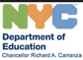 NYC
Department of
Education
Chancellor Richard A. Carranza